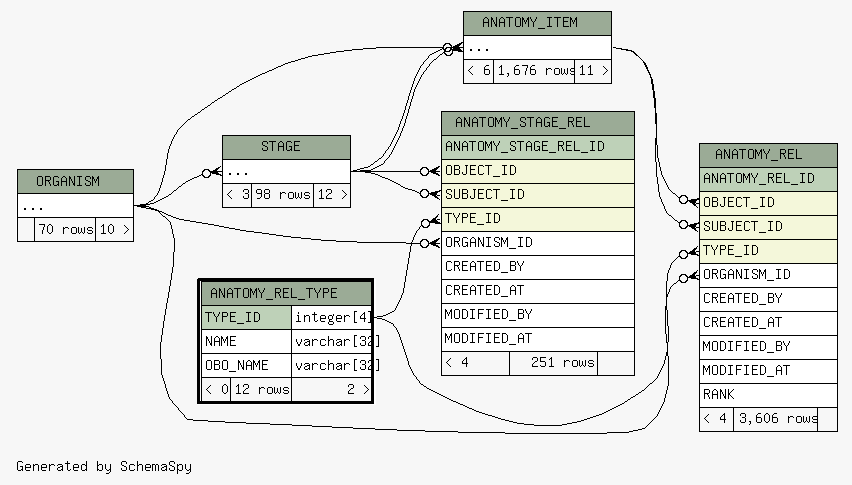 ANATOMY_ITEM
...
< 6 1,676 rows 11 >
ANATOMY_STAGE_REL
ANATOMY_STAGE_REL_ID
OBJECT_ID
SUBJECT_ID
TYPE_ID
ORGANISM_ID
CREATED_BY
CREATED_AT
MODIFIED_BY
MODIFIED_AT
< 4 251 rows
STAGE
...
< 3 98 rows 12 >
ORGANISM
...
70 rows 10 >
ANATOMY_REL
ANATOMY_REL_ID
OBJECT_ID
SUBJECT_ID
TYPE_ID
ORGANISM_ID
CREATED_BY
CREATED_AT
MODIFIED_BY
MODIFIED_AT
RANK
< 4 3,606 rows
ANATOMY_REL_TYPE
TYPE_ID integer[4]
NAME varchar[32]
OBO_NAME varchar[32]
< 0 12 rows 2 >
Generated by SchemaSpy